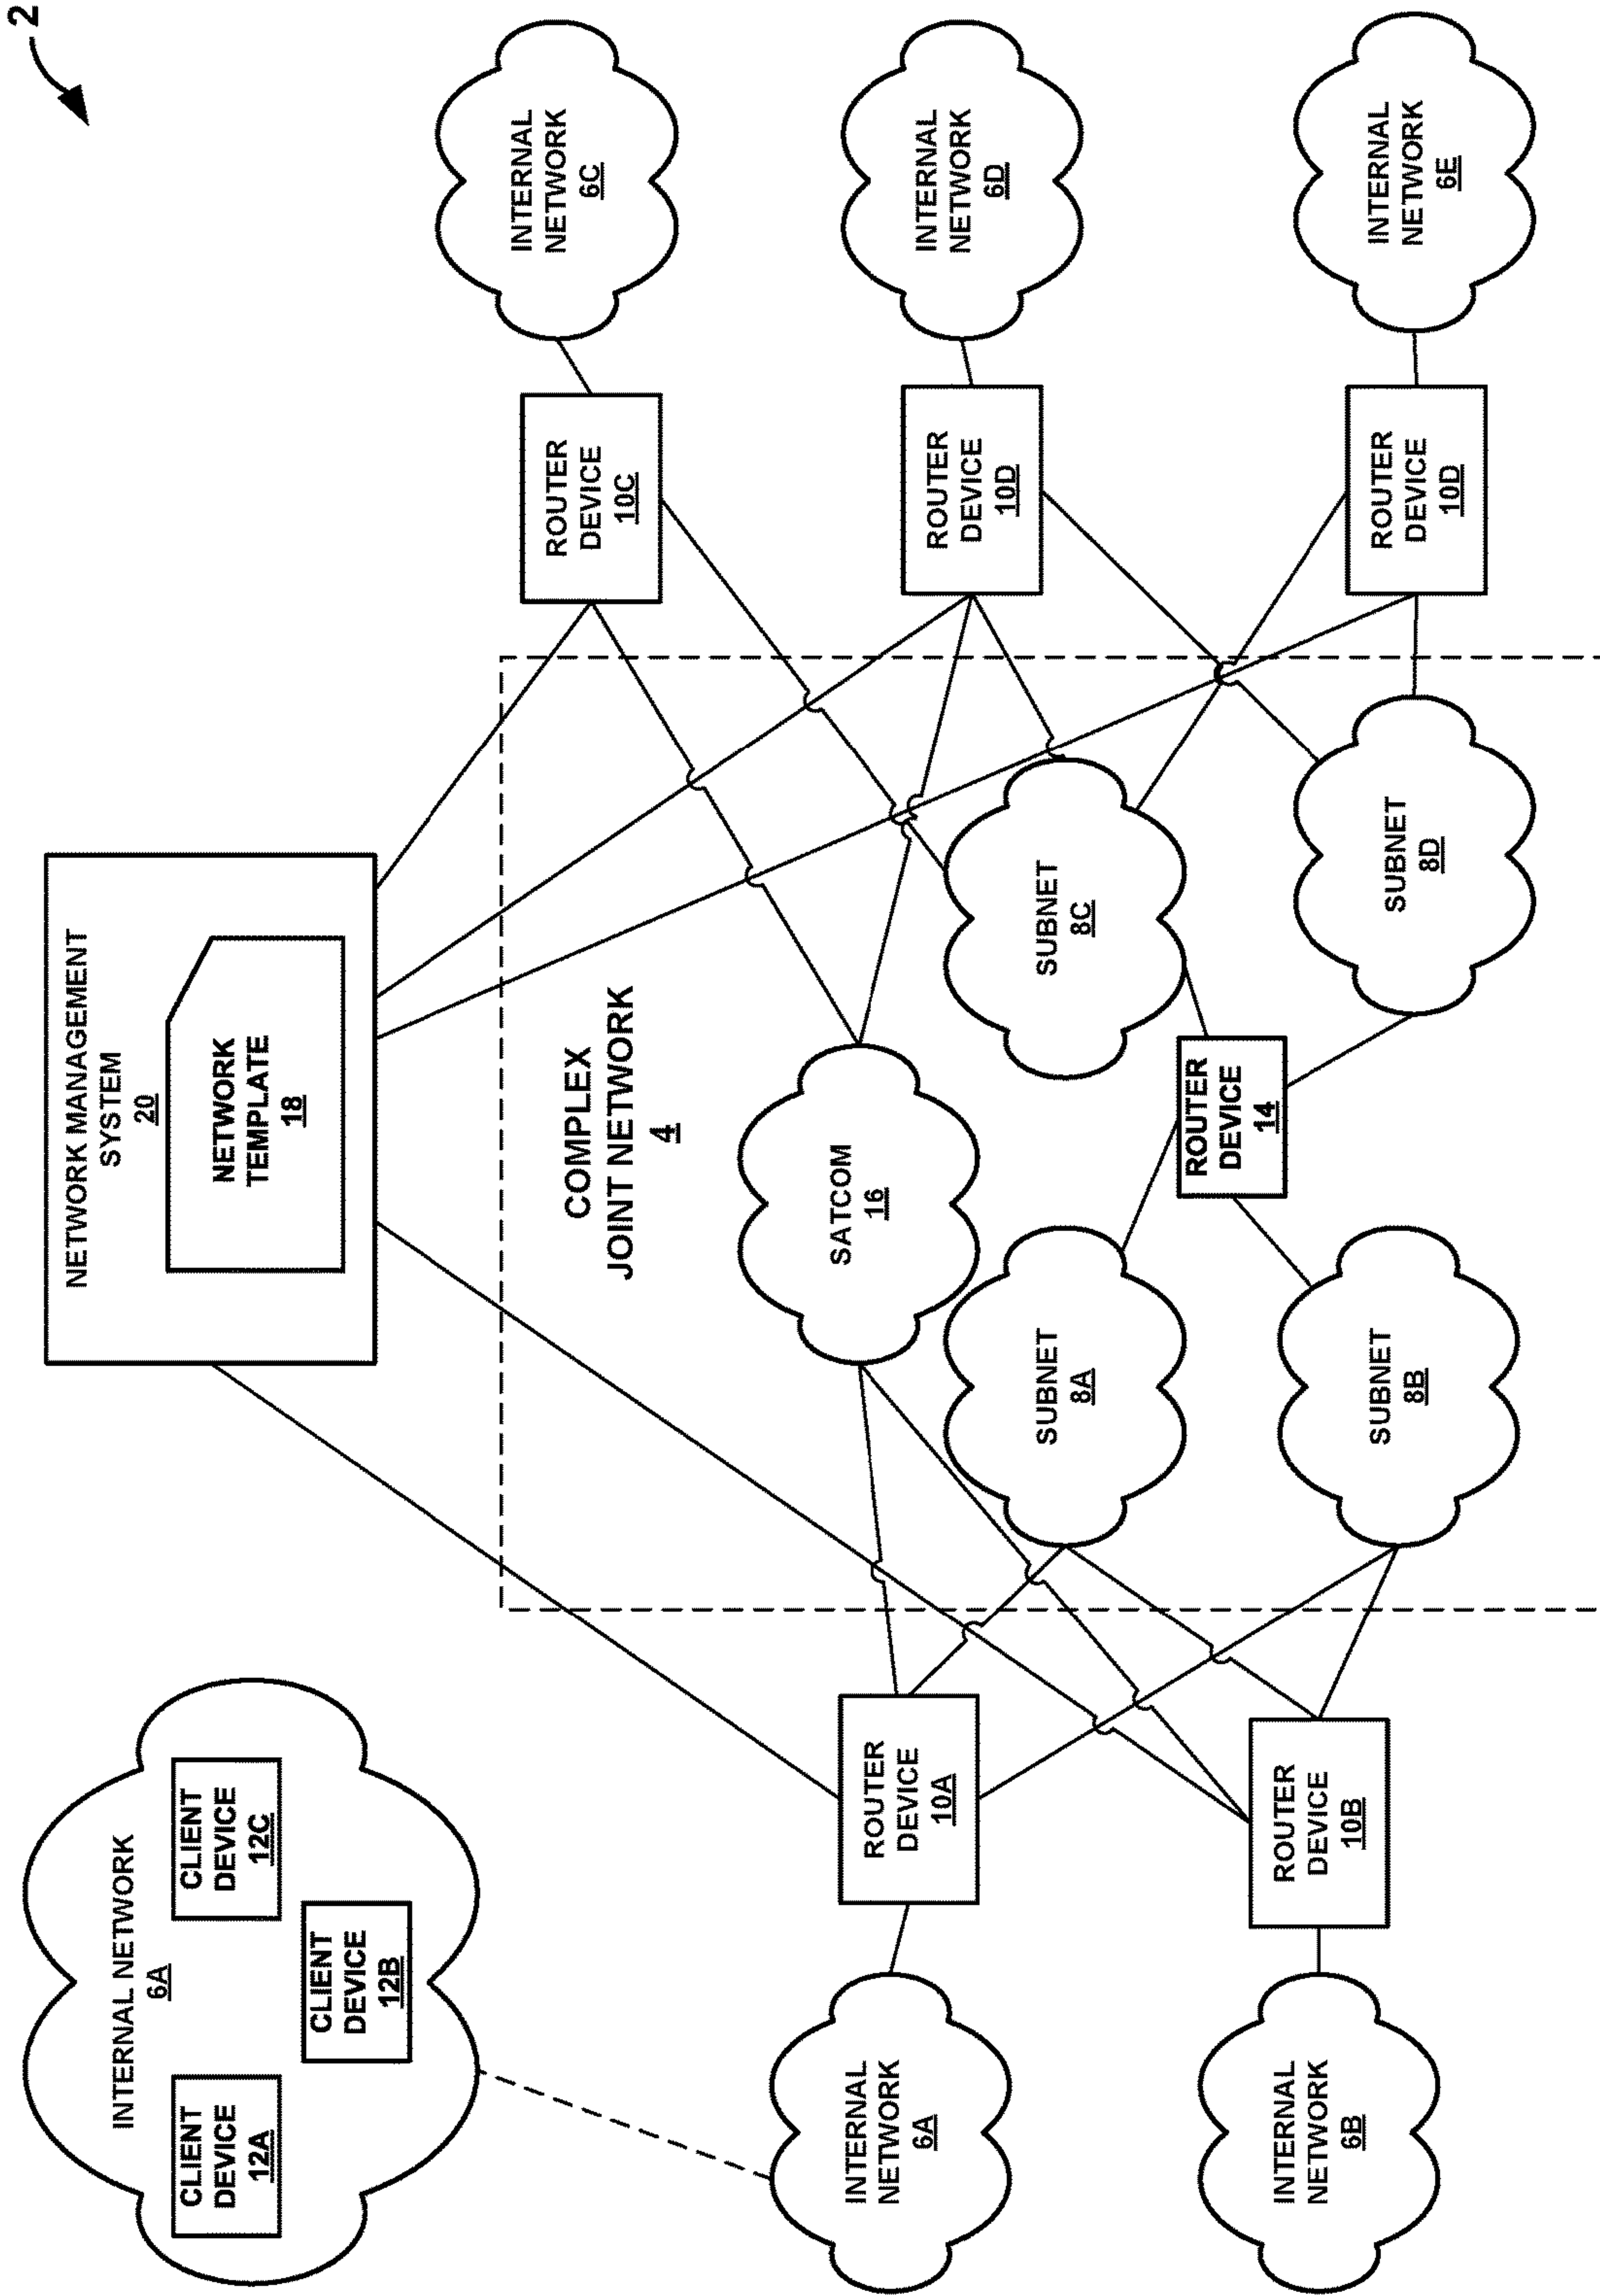 2
NETWORK MANAGEMENT
SYSTEM
20
NETWORK
TEMPLATE
18
INTERNAL NETWORK
6A
CLIENT
DEVICE
12A
CLIENT
DEVICE
12B
CLIENT
DEVICE
12C
COMPLEX
JOINT NETWORK
4
INTERNAL
NETWORK
6A
ROUTER
DEVICE
10A
SATCOM
16
ROUTER
DEVICE
10C
INTERNAL
NETWORK
6C
SUBNET
8A
SUBNET
8C
ROUTER
DEVICE
10D
INTERNAL
NETWORK
6D
ROUTER
DEVICE
14
INTERNAL
NETWORK
6B
ROUTER
DEVICE
10B
SUBNET
8B
SUBNET
8D
ROUTER
DEVICE
10D
INTERNAL
NETWORK
6E